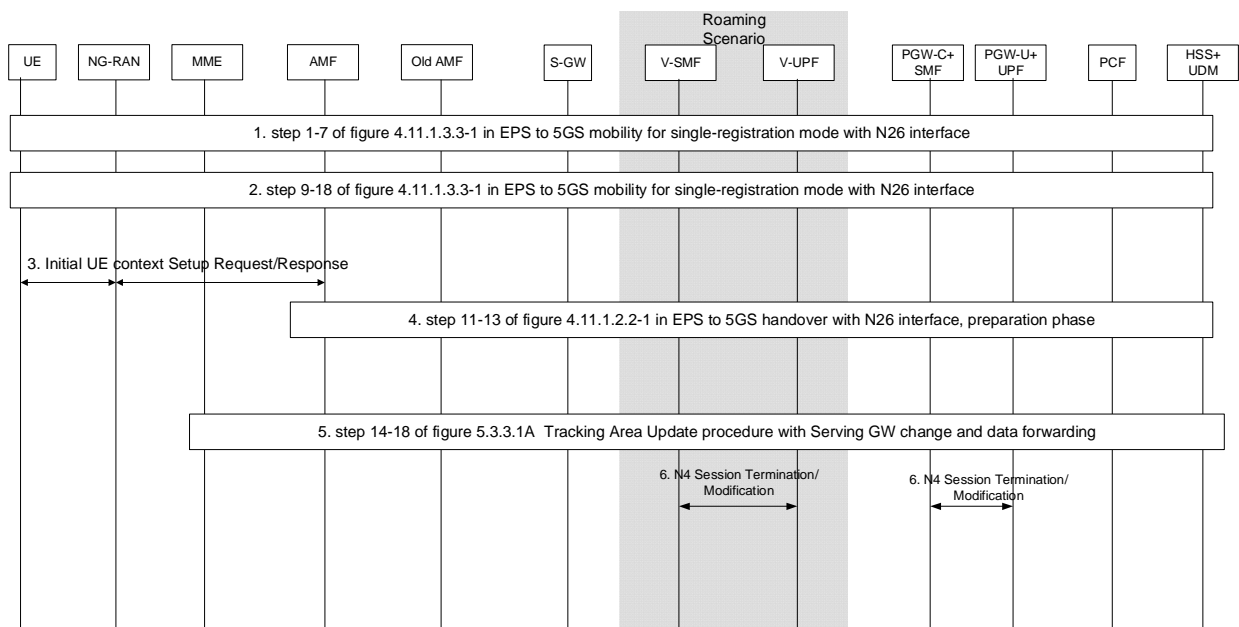 Roaming
Scenario
UE
NG-RAN
MME
AMF
Old AMF
S-GW
V-SMF
V-UPF
PGW-C+
SMF
PGW-U+
UPF
PCF
HSS+
UDM
1. step 1-7 of figure 4.11.1.3.3-1 in EPS to 5GS mobility for single-registration mode with N26 interface
2. step 9-18 of figure 4.11.1.3.3-1 in EPS to 5GS mobility for single-registration mode with N26 interface
3. Initial UE context Setup Request/Response
4. step 11-13 of figure 4.11.1.2.2-1 in EPS to 5GS handover with N26 interface, preparation phase
5. step 14-18 of figure 5.3.3.1A Tracking Area Update procedure with Serving GW change and data forwarding
6. N4 Session Termination/
Modification
6. N4 Session Termination/
Modification